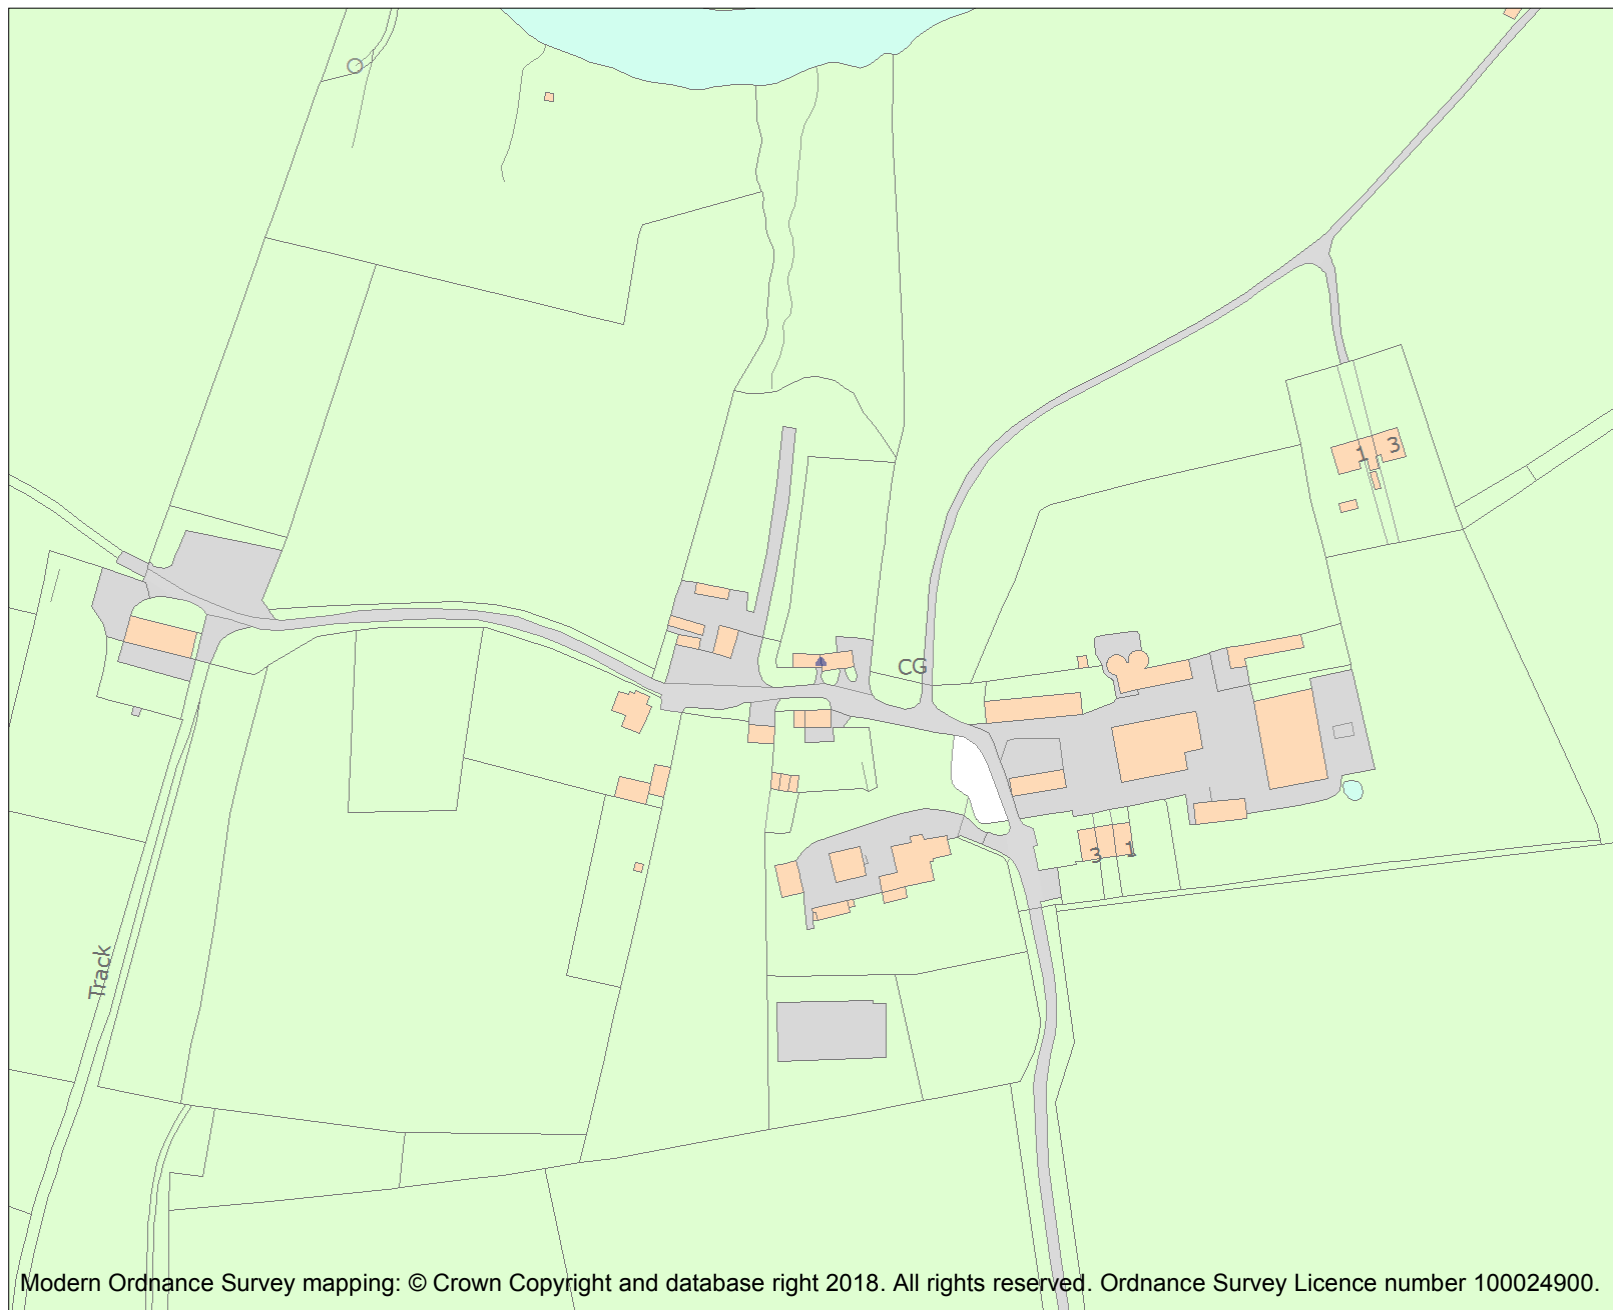 1 3
CG
3 1
Track
Modern Ordnance Survey mapping: © Crown Copyright and database right 2018. All rights reserved. Ordnance Survey Licence number 100024900.